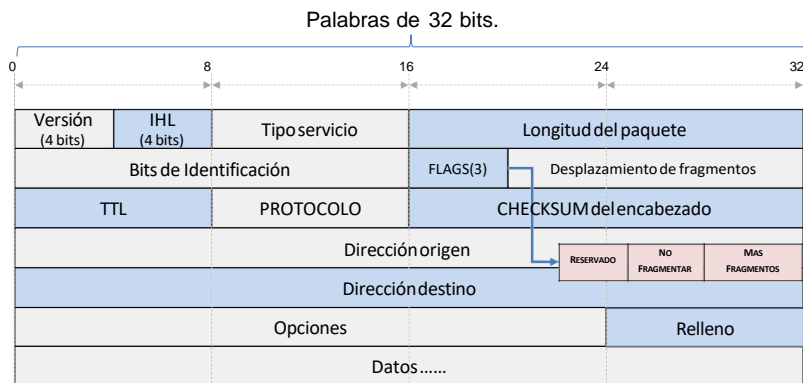 Palabras de 32 bits.
0 8 16 24 32
Versión IHL Tipo servicio Longitud del paquete
(4 bits) (4 bits)
Bits de Identificación FLAGS(3) Desplazamiento de fragmentos
TTL PROTOCOLO CHECKSUM del encabezado
Dirección origen
RESERVADO NO FRAGMENTAR MAS FRAGMENTOS
Dirección destino
Opciones Relleno
Datos......